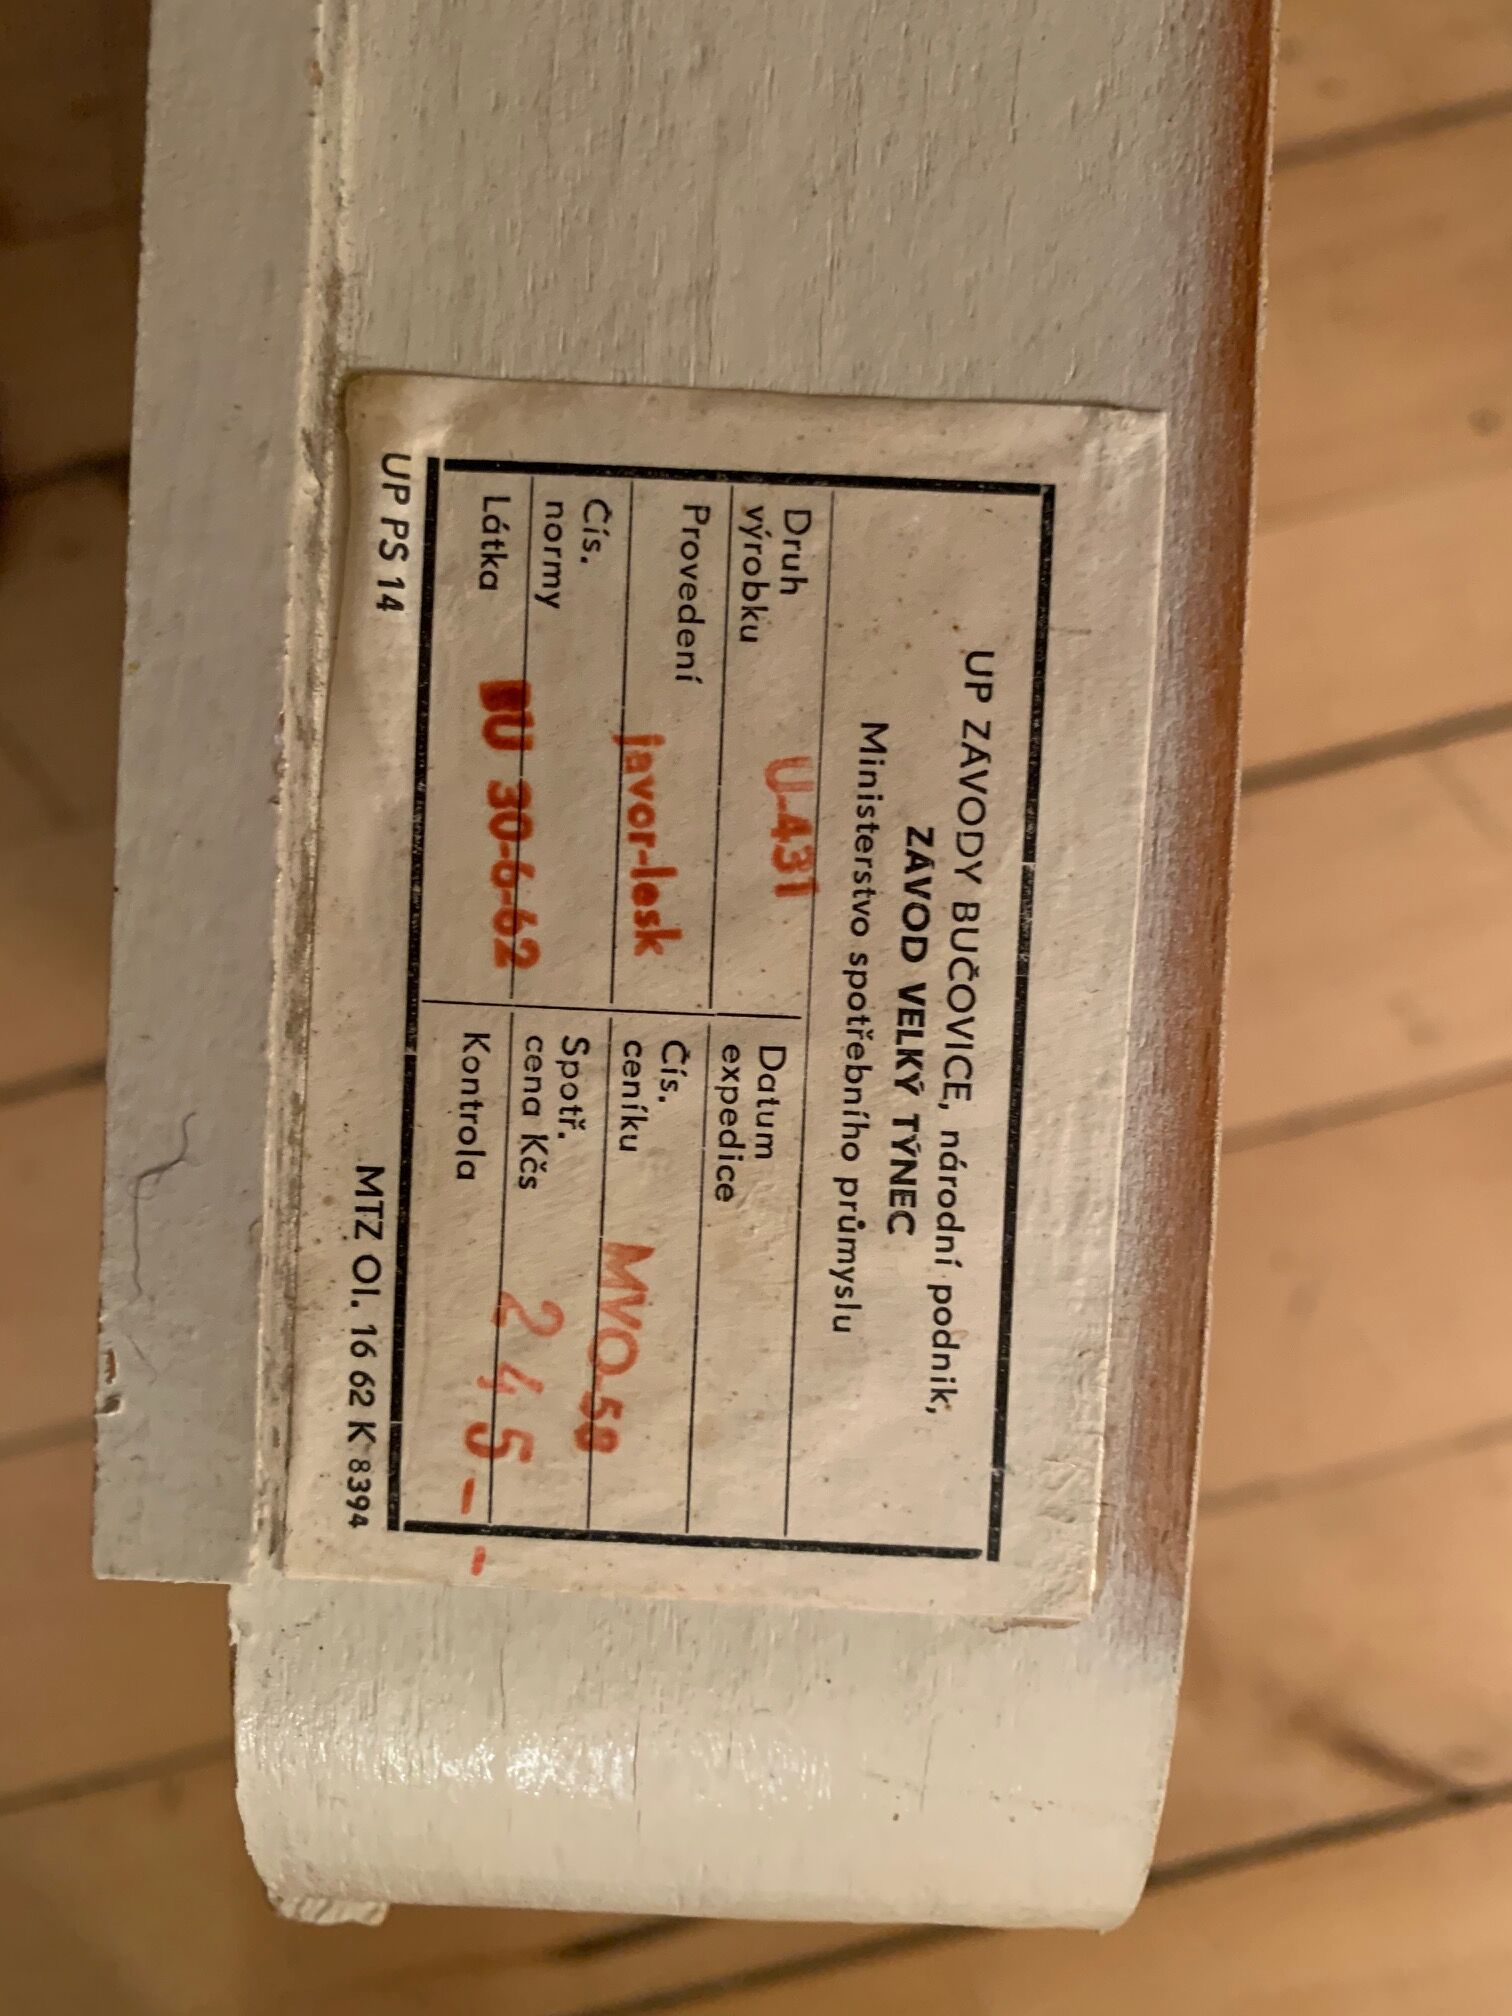 UP ZÁVODY BUČOVICE, národní podnik,
ZÁVOD VELKÝ TÝNEC
Ministerstvo spotřebního průmyslu
Druh
výrobku U-431
Datum
expedice
Provedení javor-lesk
Čís.
ceníku MVO.58
Čís.
normy BU 30-6-62
Spotř.
cena Kčs 245--
Látka
Kontrola
UP PS 14
MTZ Ol. 16 62 K 8394